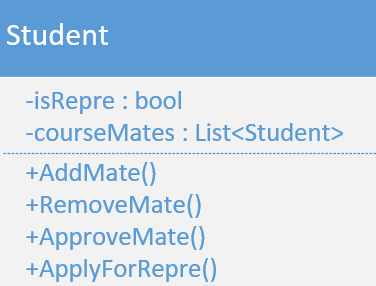 Student
-isRepre : bool
-courseMates : List<Student>
+AddMate()
+RemoveMate()
+ApproveMate()
+ApplyForRepre()